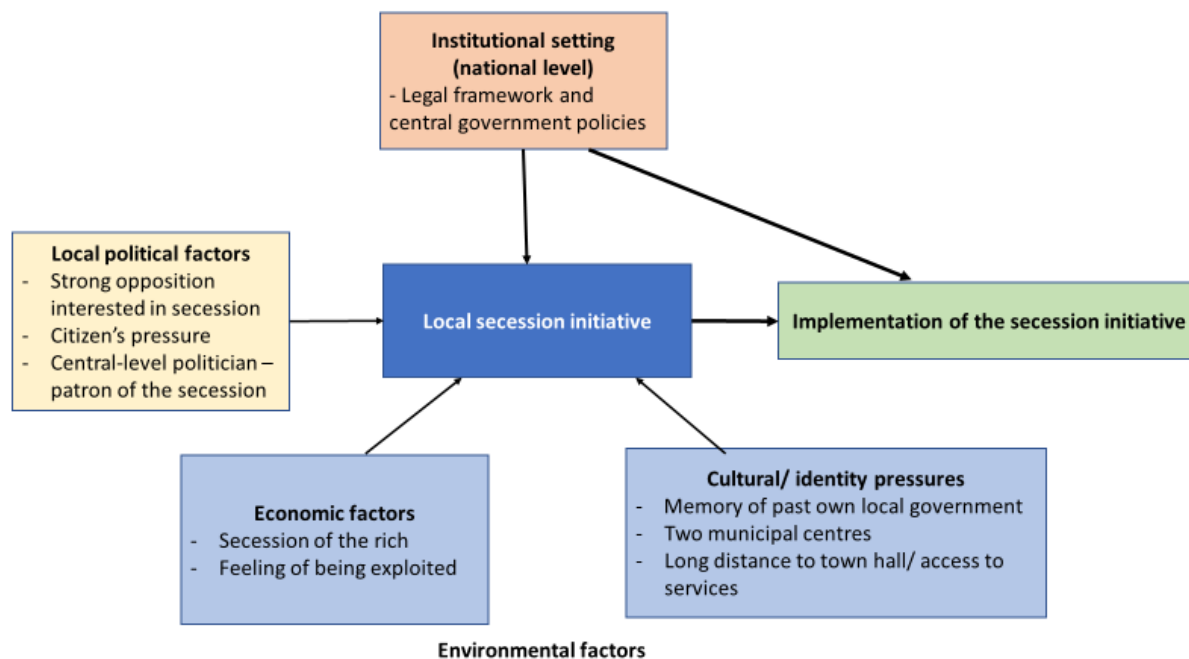 Institutional setting
(national level)
- Legal framework and
central government policies
Local political factors
- Strong opposition
interested in secession
- Citizen's pressure
- Central-level politician –
patron of the secession
Local secession initiative
Implementation of the secession initiative
Economic factors
- Secession of the rich
- Feeling of being exploited
Cultural/ identity pressures
- Memory of past own local government
- Two municipal centres
- Long distance to town hall/ access to
services
Environmental factors